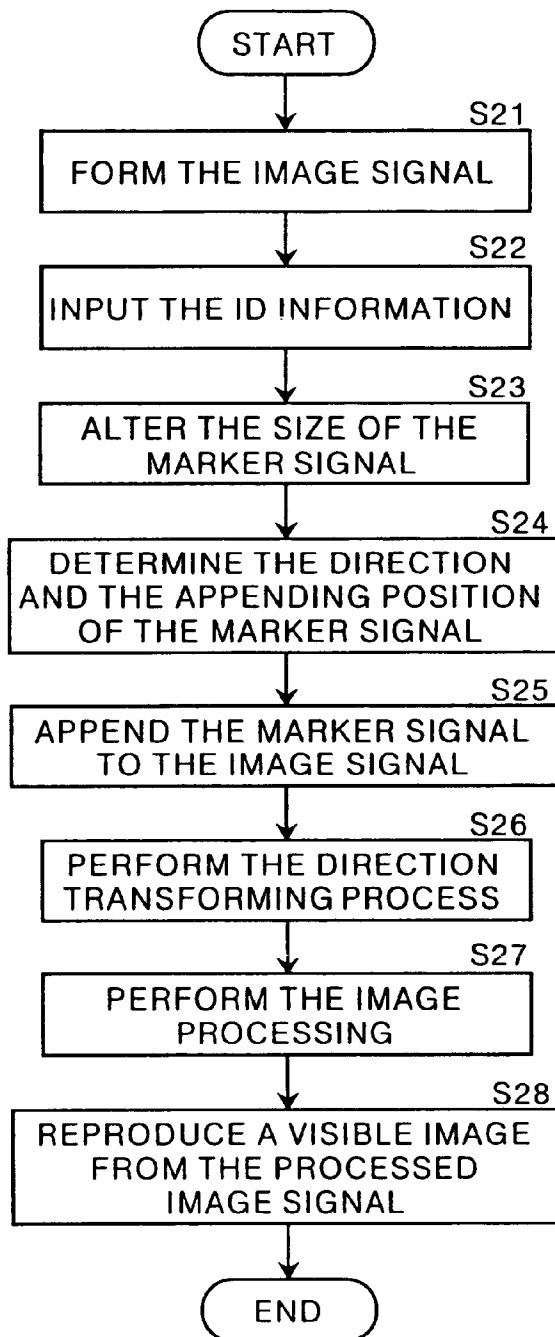 START
S21
FORM THE IMAGE SIGNAL
S22
INPUT THE ID INFORMATION
S23
ALTER THE SIZE OF THE
MARKER SIGNAL
S24
DETERMINE THE DIRECTION
AND THE APPENDING POSITION
OF THE MARKER SIGNAL
S25
APPEND THE MARKER SIGNAL
TO THE IMAGE SIGNAL
S26
PERFORM THE DIRECTION
TRANSFORMING PROCESS
S27
PERFORM THE IMAGE
PROCESSING
S28
REPRODUCE A VISIBLE IMAGE
FROM THE PROCESSED
IMAGE SIGNAL
END